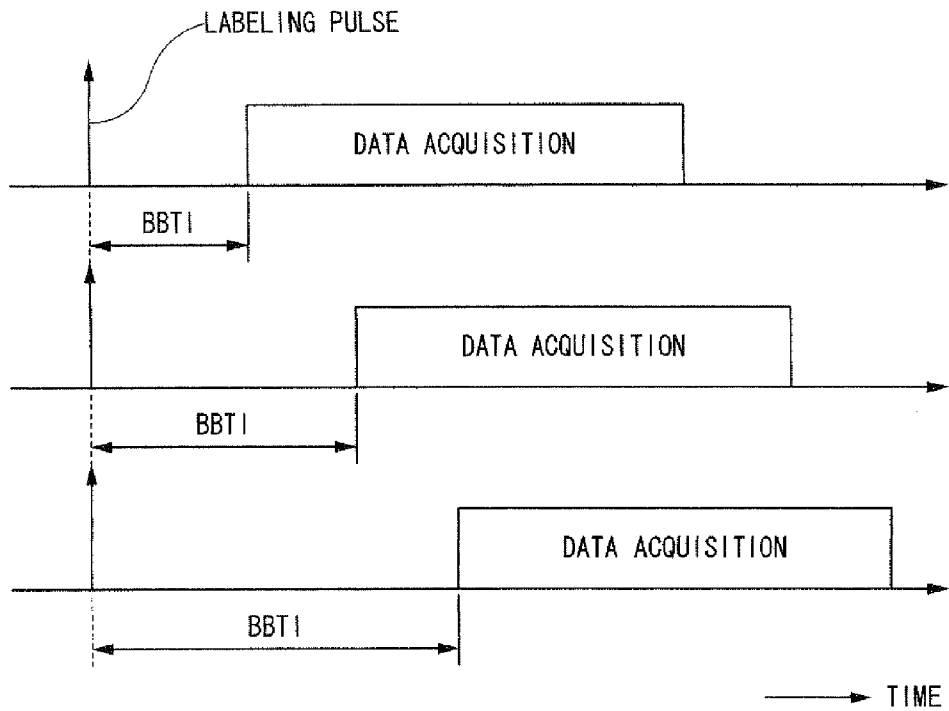 LABELING PULSE
DATA ACQUISITION
BBTI
DATA ACQUISITION
BBTI
DATA ACQUISITION
BBTI
TIME